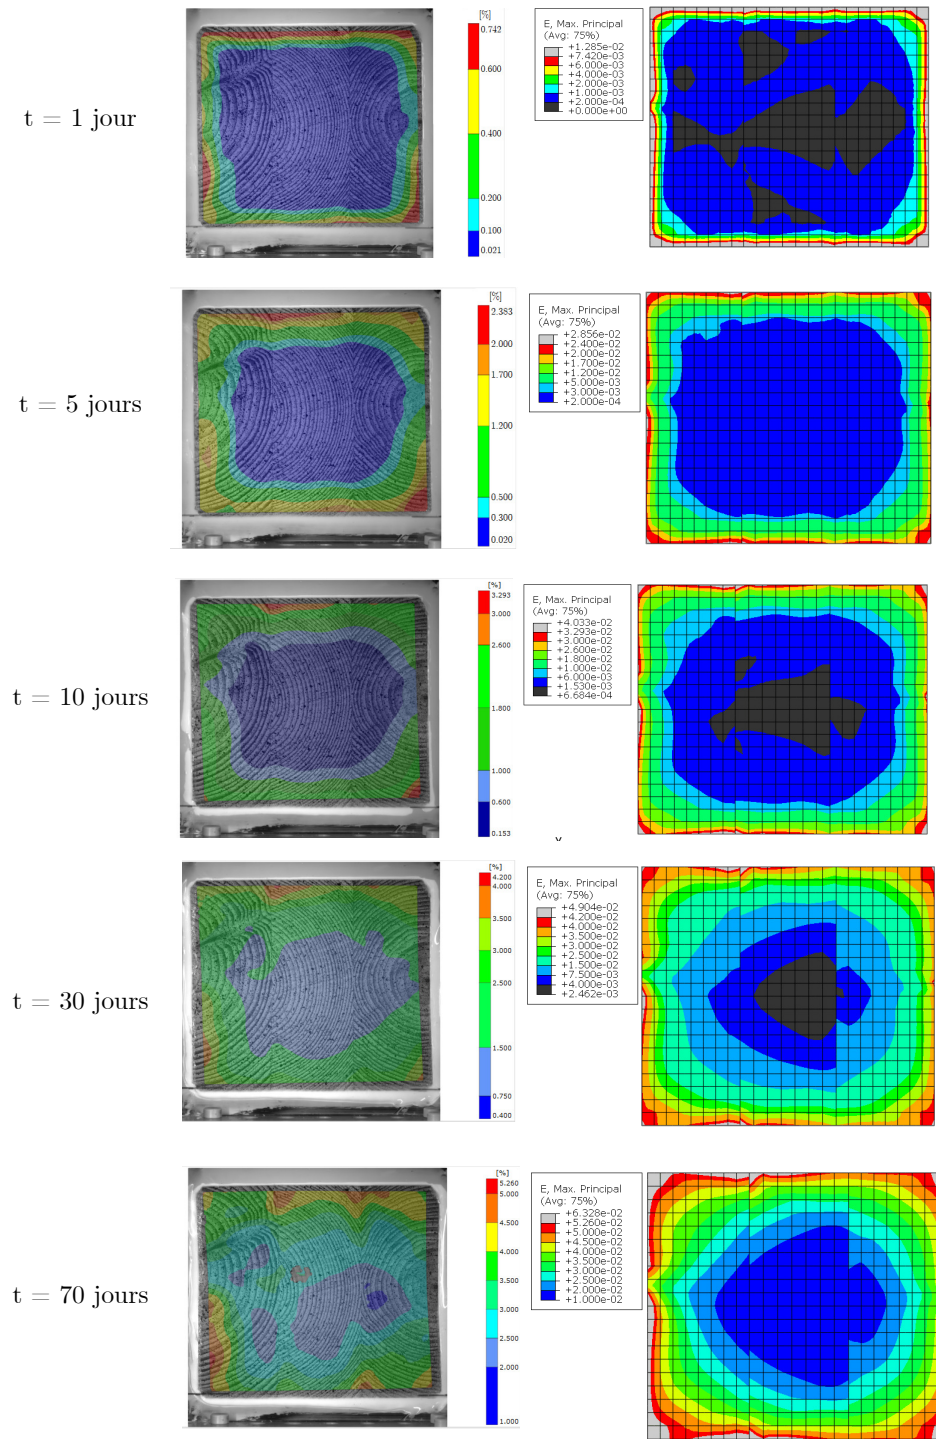 t = 1 jour
[%]
0.742
0.600
0.400
0.200
0.100
0.021
E, Max. Principal
(Avg: 75%)
+1.285e-02
+7.420e-03
+6.000e-03
+4.000e-03
+2.000e-03
+1.000e-03
+2.000e-04
+0.000e+00
t = 5 jours
[%]
2.383
2.000
1.700
1.200
0.500
0.300
0.020
E, Max. Principal
(Avg: 75%)
+2.856e-02
+2.400e-02
+2.000e-02
+1.700e-02
+1.200e-02
+5.000e-03
+3.000e-03
+2.000e-04
t = 10 jours
[%]
3.293
3.000
2.600
1.800
1.000
0.600
0.153
E, Max. Principal
(Avg: 75%)
+4.033e-02
+3.293e-02
+3.000e-02
+2.600e-02
+1.800e-02
+1.000e-02
+6.000e-03
+1.530e-03
+6.684e-04
t = 30 jours
[%]
4.200
4.000
3.500
3.000
2.500
1.500
0.750
0.400
E, Max. Principal
(Avg: 75%)
+4.904e-02
+4.200e-02
+4.000e-02
+3.500e-02
+3.000e-02
+2.500e-02
+1.500e-02
+7.500e-03
+4.000e-03
+2.462e-03
t = 70 jours
[%]
5.260
5.000
4.500
4.000
3.500
3.000
2.500
2.000
1.000
E, Max. Principal
(Avg: 75%)
+6.328e-02
+5.260e-02
+5.000e-02
+4.500e-02
+4.000e-02
+3.500e-02
+3.000e-02
+2.500e-02
+2.000e-02
+1.000e-02